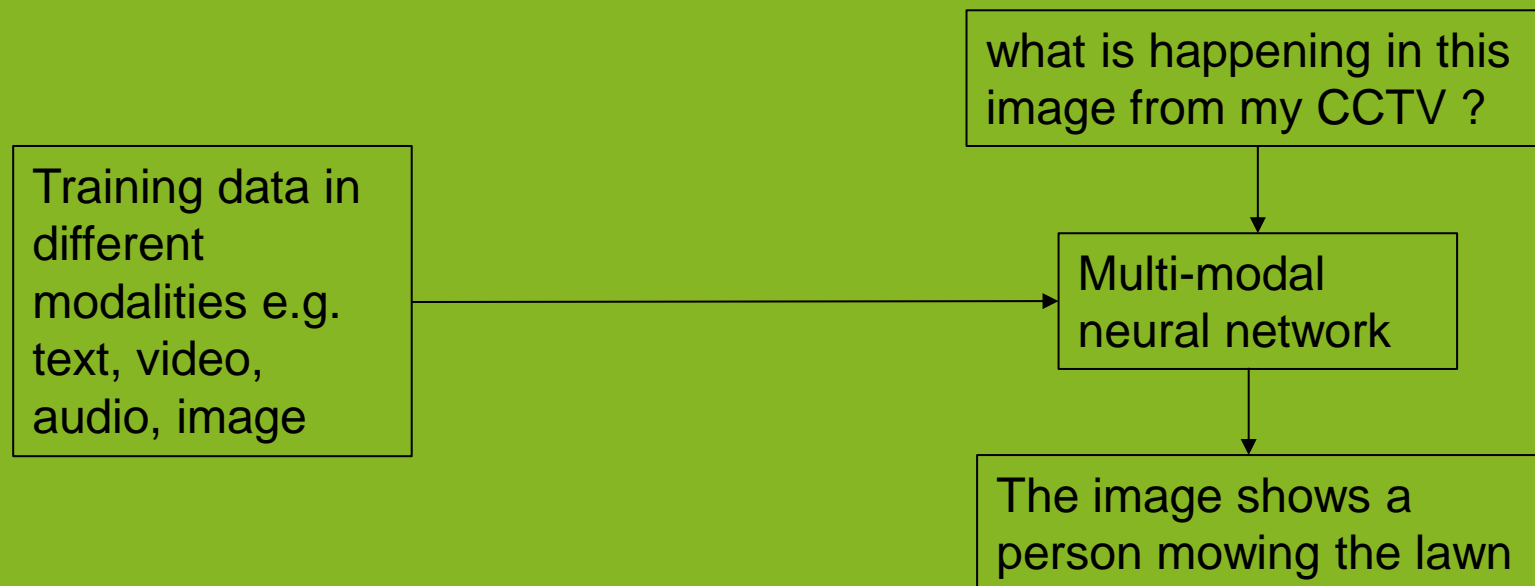 what is happening in this
image from my CCTV ?
Training data in
different
modalities e.g.
text, video,
audio, image
Multi-modal
neural network
The image shows a
person mowing the lawn